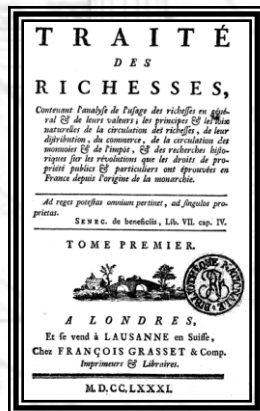 TRAITÉ
DES
RICHESSES,
Contenant l'analyse de l'usage des richesses en géné-
ral & de leurs valeurs; les principes & les loix
naturelles de la circulation des richesses, de leur
distribution, du commerce, de la circulation des
monnoies & de l'impôt, & des recherches histo-
riques sur les révolutions que les droits de pro-
priété publics & particuliers ont éprouvées en
France depuis l'origine de la monarchie.
Ad reges potestas omnium pertinet, ad singulos pro-
prietas.
SENEC. de beneficiis, Lib. VII. cap. IV.
TOME PREMIER.
A LONDRES,
Et se vend à LAUSANNE en Suisse,
Chez FRANÇOIS GRASSET & Comp.
Imprimeurs & Libraires.
M.D.CC.LXXXI.